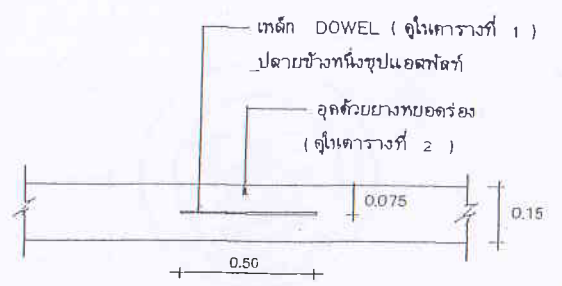 เหล็ก DOWEL ( ดูในตารางที่ 1 )
ปลายข้างหนึ่งชุปแอสฟัลท์
อุดด้วยยางหยอดร่อง
( ดูในตารางที่ 2 )
0.075
0.15
0.50